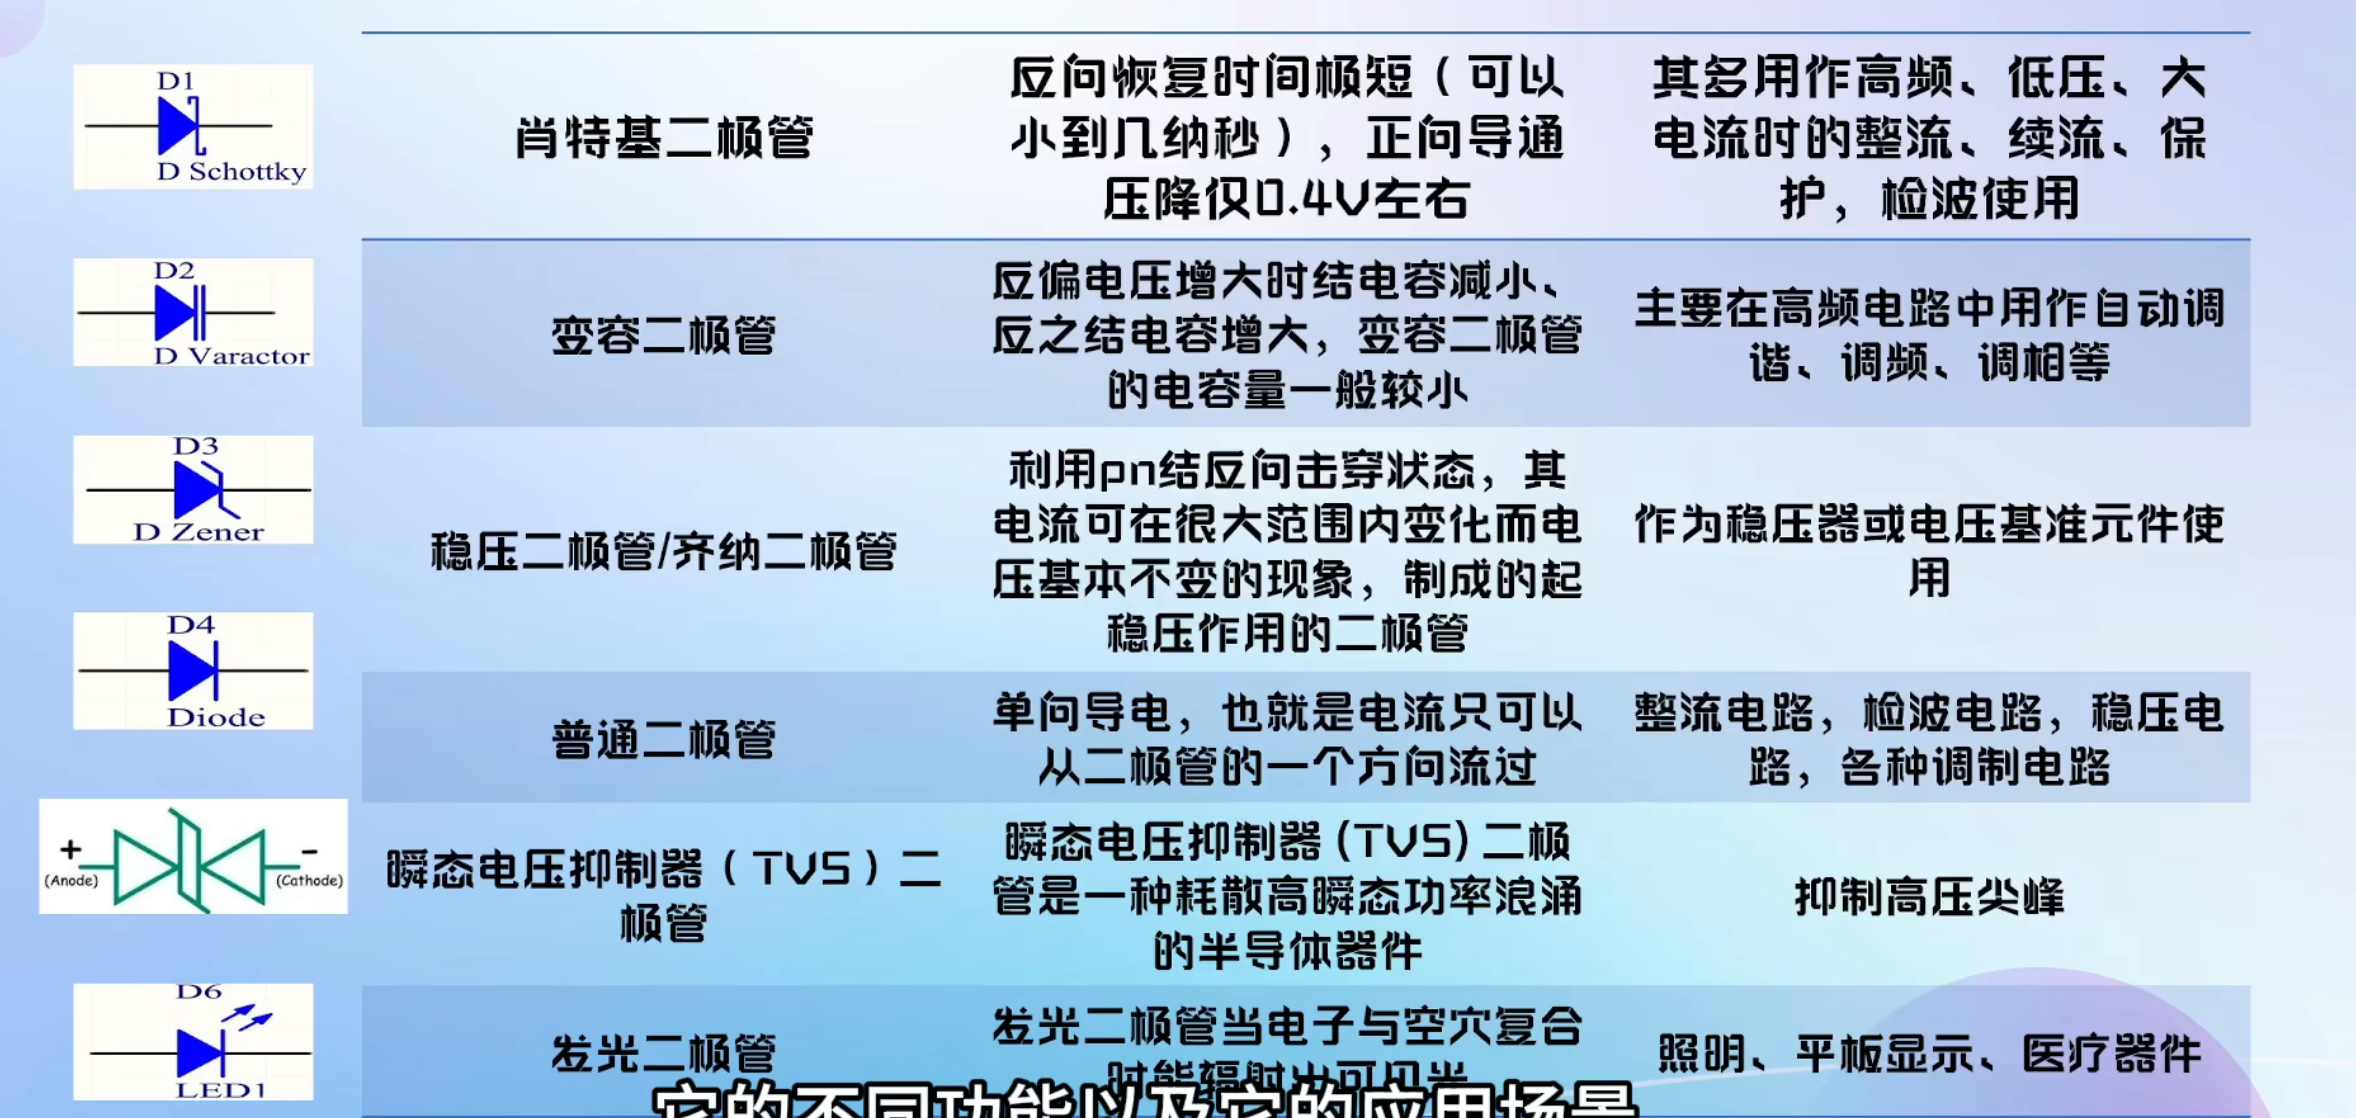 D1
D Schottky
肖特基二极管
反向恢复时间极短（可以
小到几纳秒），正向导通
压降仅0.4V左右
其多用作高频、低压、大
电流时的整流、续流、保
护，检波使用
D2
D Varactor
变容二极管
反偏电压增大时结电容减小、
反之结电容增大，变容二极管
的电容量一般较小
主要在高频电路中用作自动调
谐、调频、调相等
D3
D Zener
稳压二极管/齐纳二极管
利用pn结反向击穿状态，其
电流可在很大范围内变化而电
压基本不变的现象，制成的起
稳压作用的二极管
作为稳压器或电压基准元件使
用
D4
Diode
普通二极管
单向导电，也就是电流只可以
从二极管的一个方向流过
整流电路，检波电路，稳压电
路，各种调制电路
+
(Anode)
-
(Cathode)
瞬态电压抑制器（TVS）二
极管
瞬态电压抑制器(TVS)二极
管是一种耗散高瞬态功率浪涌
的半导体器件
抑制高压尖峰
D6
LED1
发光二极管
发光二极管当电子与空穴复合
时能辐射出可见光
照明、平板显示、医疗器件
它的不同功能以及它的应用场景